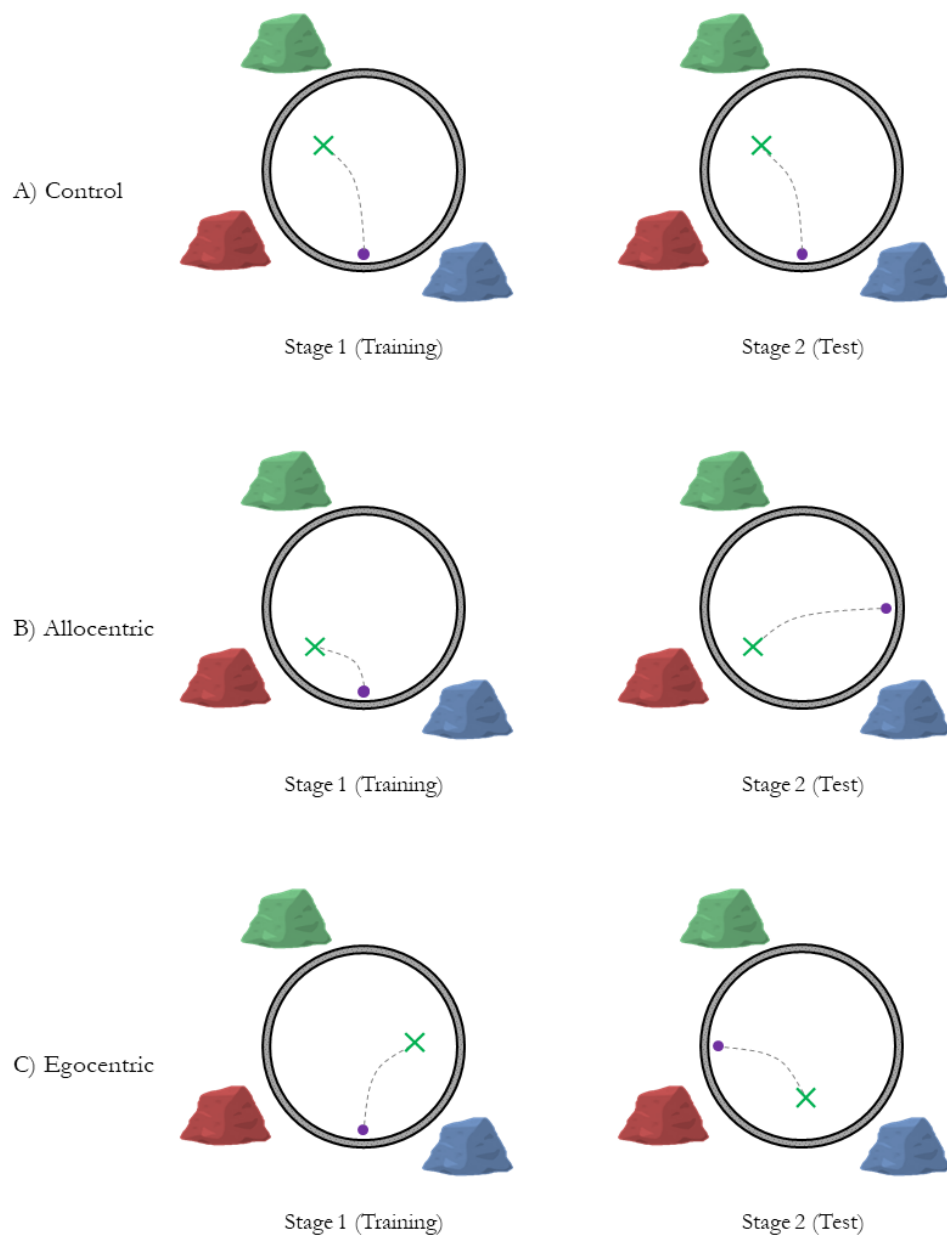 A) Control
Stage 1 (Training)
Stage 2 (Test)
B) Allocentric
Stage 1 (Training)
Stage 2 (Test)
C) Egocentric
Stage 1 (Training)
Stage 2 (Test)